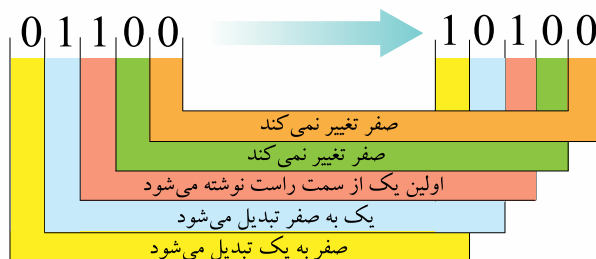 01100 10100
صفر تغییر نمی‌کند
صفر تغییر نمی‌کند
اولین یک از سمت راست نوشته می‌شود
یک به صفر تبدیل می‌شود
صفر به یک تبدیل می‌شود